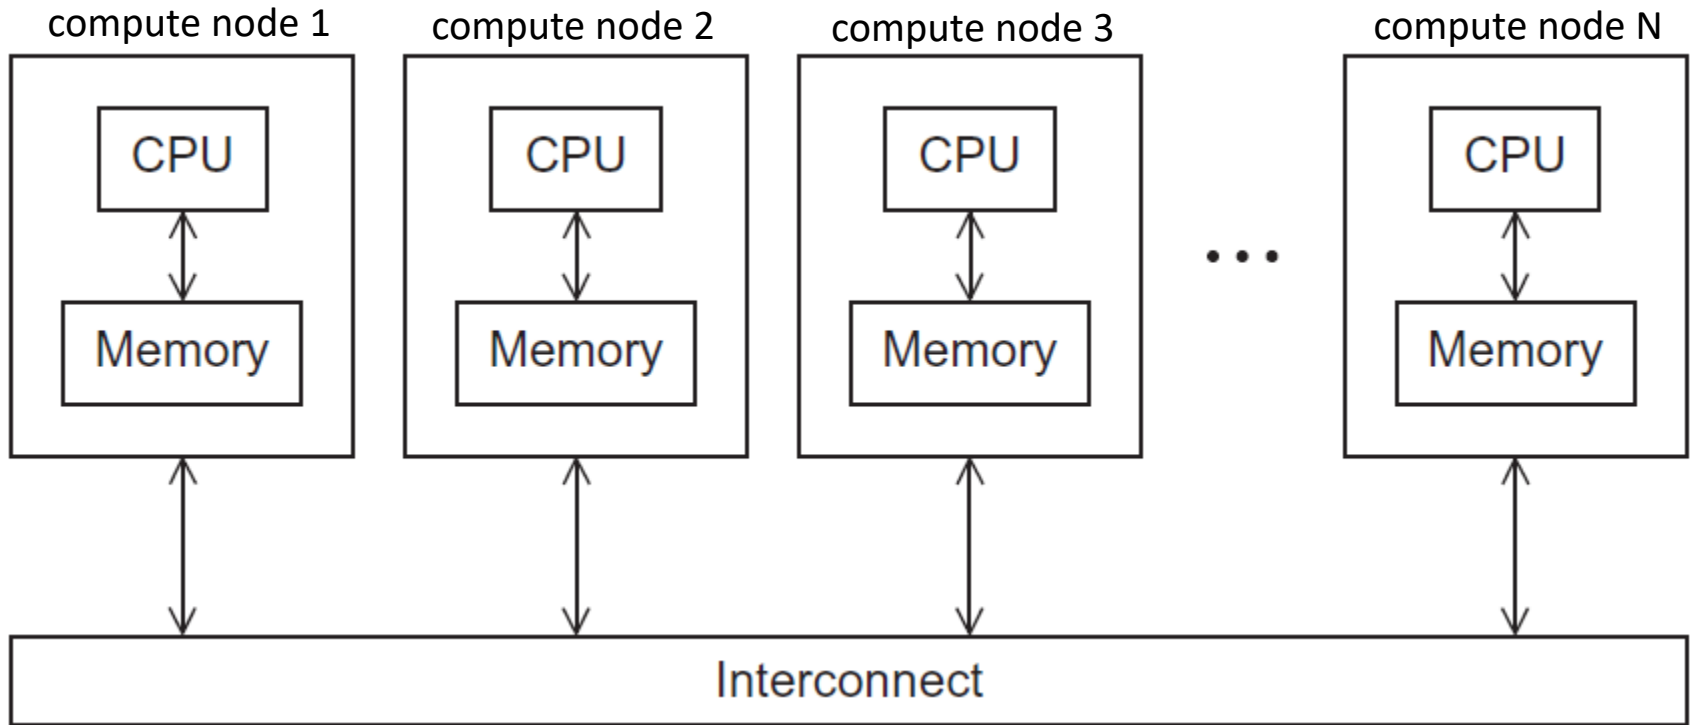 compute node 1
compute node 2
compute node 3
compute node N
CPU
CPU
CPU
CPU
...
Memory
Memory
Memory
Memory
Interconnect